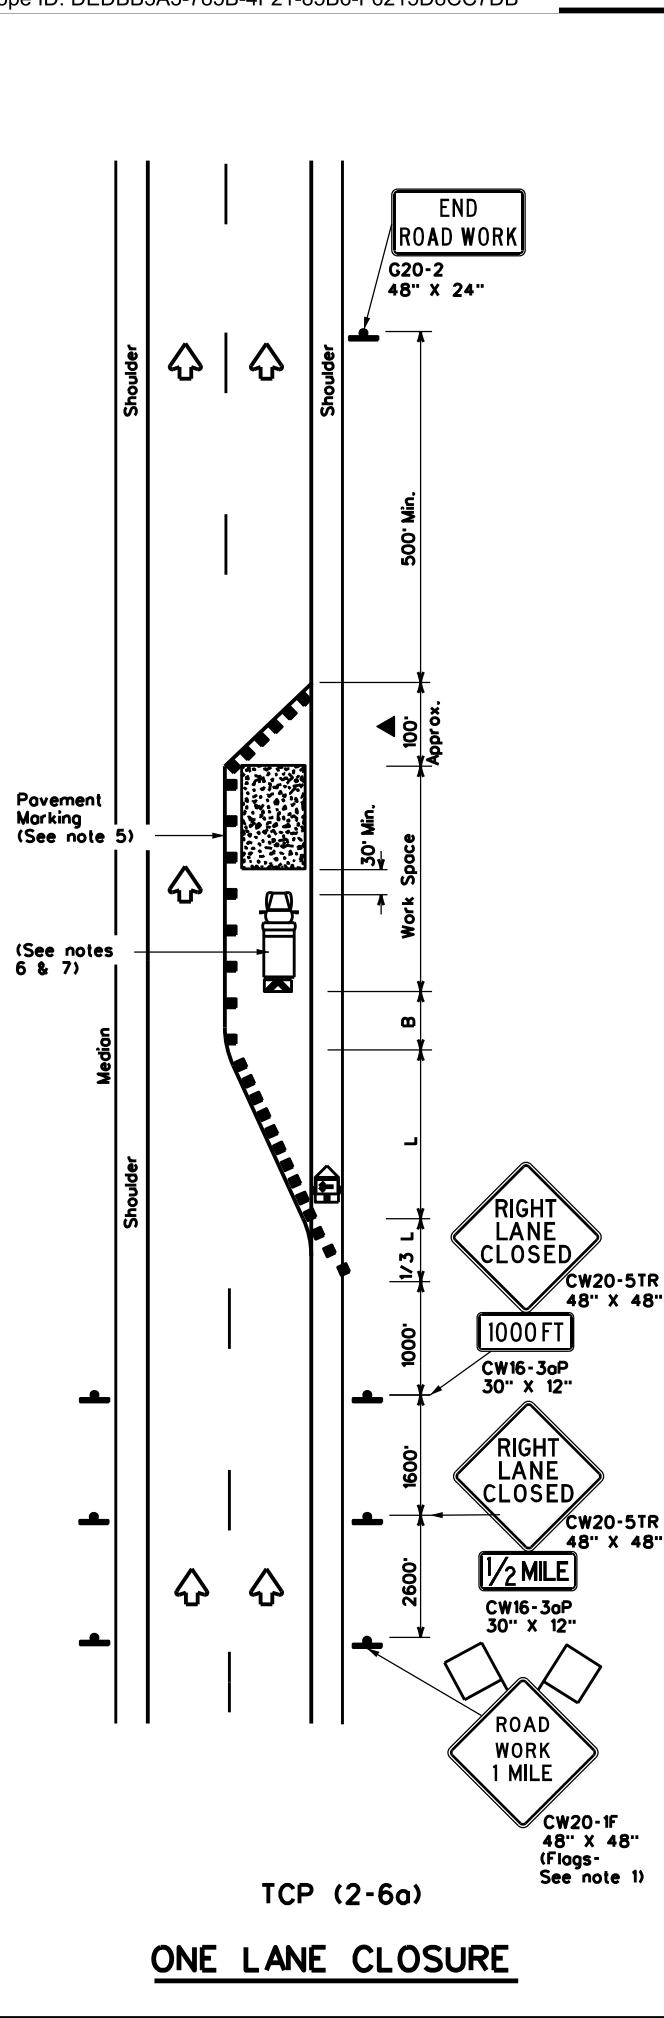 END
ROAD WORK
G20-2
48" X 24"
Shoulder
Shoulder
500' Min.
100'
Approx.
Pavement
Marking
(See note 5)
30' Min.
Work Space
(See notes
6 & 7)
B
Median
L
Shoulder
RIGHT
LANE
CLOSED
1/3 L
CW20-5TR
48" X 48"
1000 FT
1000'
CW16-3aP
30" X 12"
RIGHT
LANE
CLOSED
1600'
CW20-5TR
48" X 48"
1/2 MILE
2600'
CW16-3aP
30" X 12"
ROAD
WORK
1 MILE
CW20-1F
48" X 48"
(Flags-
See note 1)
TCP (2-6a)
ONE LANE CLOSURE